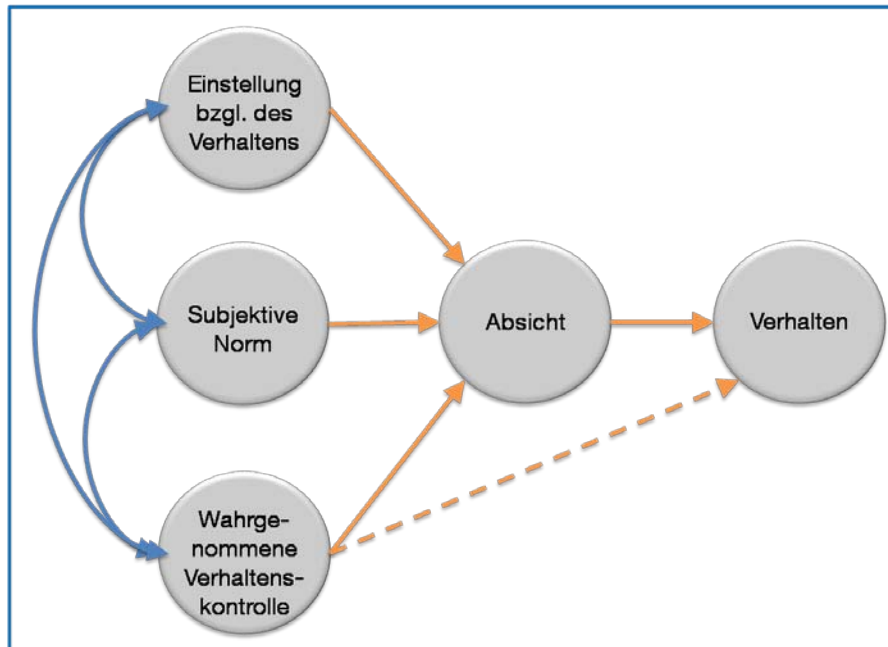 Einstellung
bzgl. des
Verhaltens
Subjektive
Norm
Absicht
Verhalten
Wahrge-
nommene
Verhaltens-
kontrolle